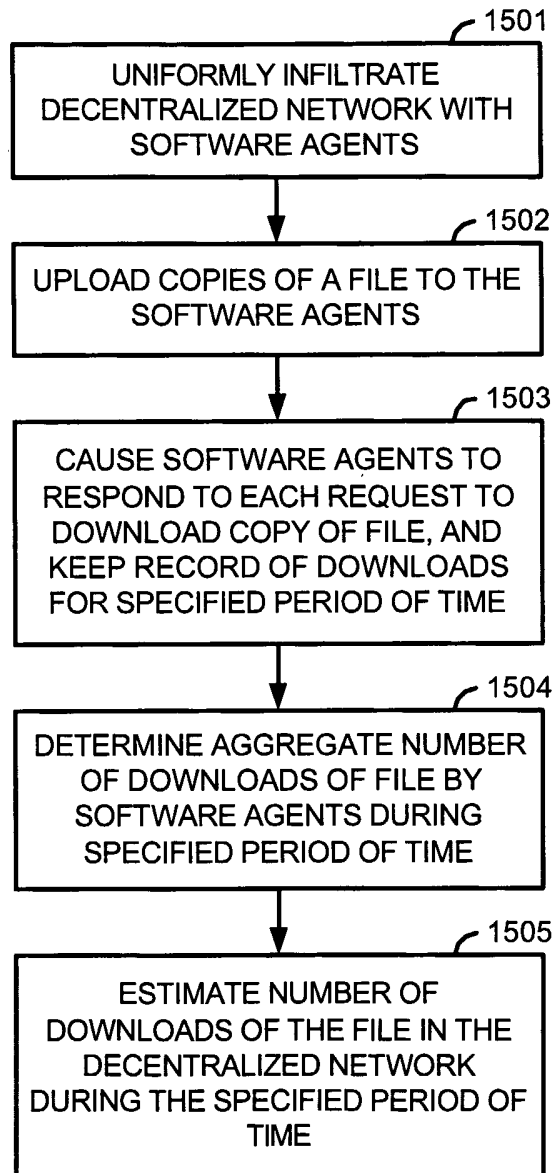 1501
UNIFORMLY INFILTRATE
DECENTRALIZED NETWORK WITH
SOFTWARE AGENTS
1502
UPLOAD COPIES OF A FILE TO THE
SOFTWARE AGENTS
1503
CAUSE SOFTWARE AGENTS TO
RESPOND TO EACH REQUEST TO
DOWNLOAD COPY OF FILE, AND
KEEP RECORD OF DOWNLOADS
FOR SPECIFIED PERIOD OF TIME
1504
DETERMINE AGGREGATE NUMBER
OF DOWNLOADS OF FILE BY
SOFTWARE AGENTS DURING
SPECIFIED PERIOD OF TIME
1505
ESTIMATE NUMBER OF
DOWNLOADS OF THE FILE IN THE
DECENTRALIZED NETWORK
DURING THE SPECIFIED PERIOD OF
TIME